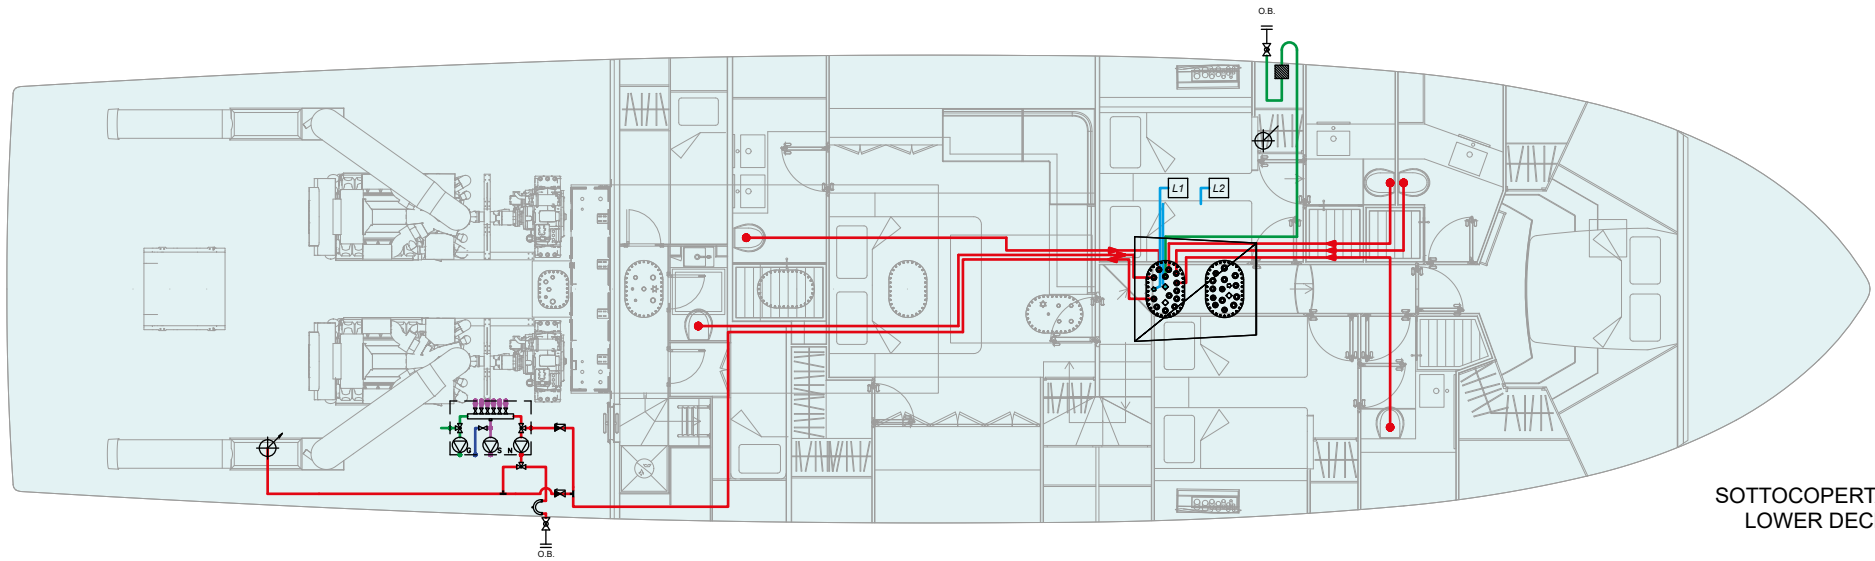 O.B.
L1 L2
G S N
O.B.
SOTTOCOPERT
LOWER DEC